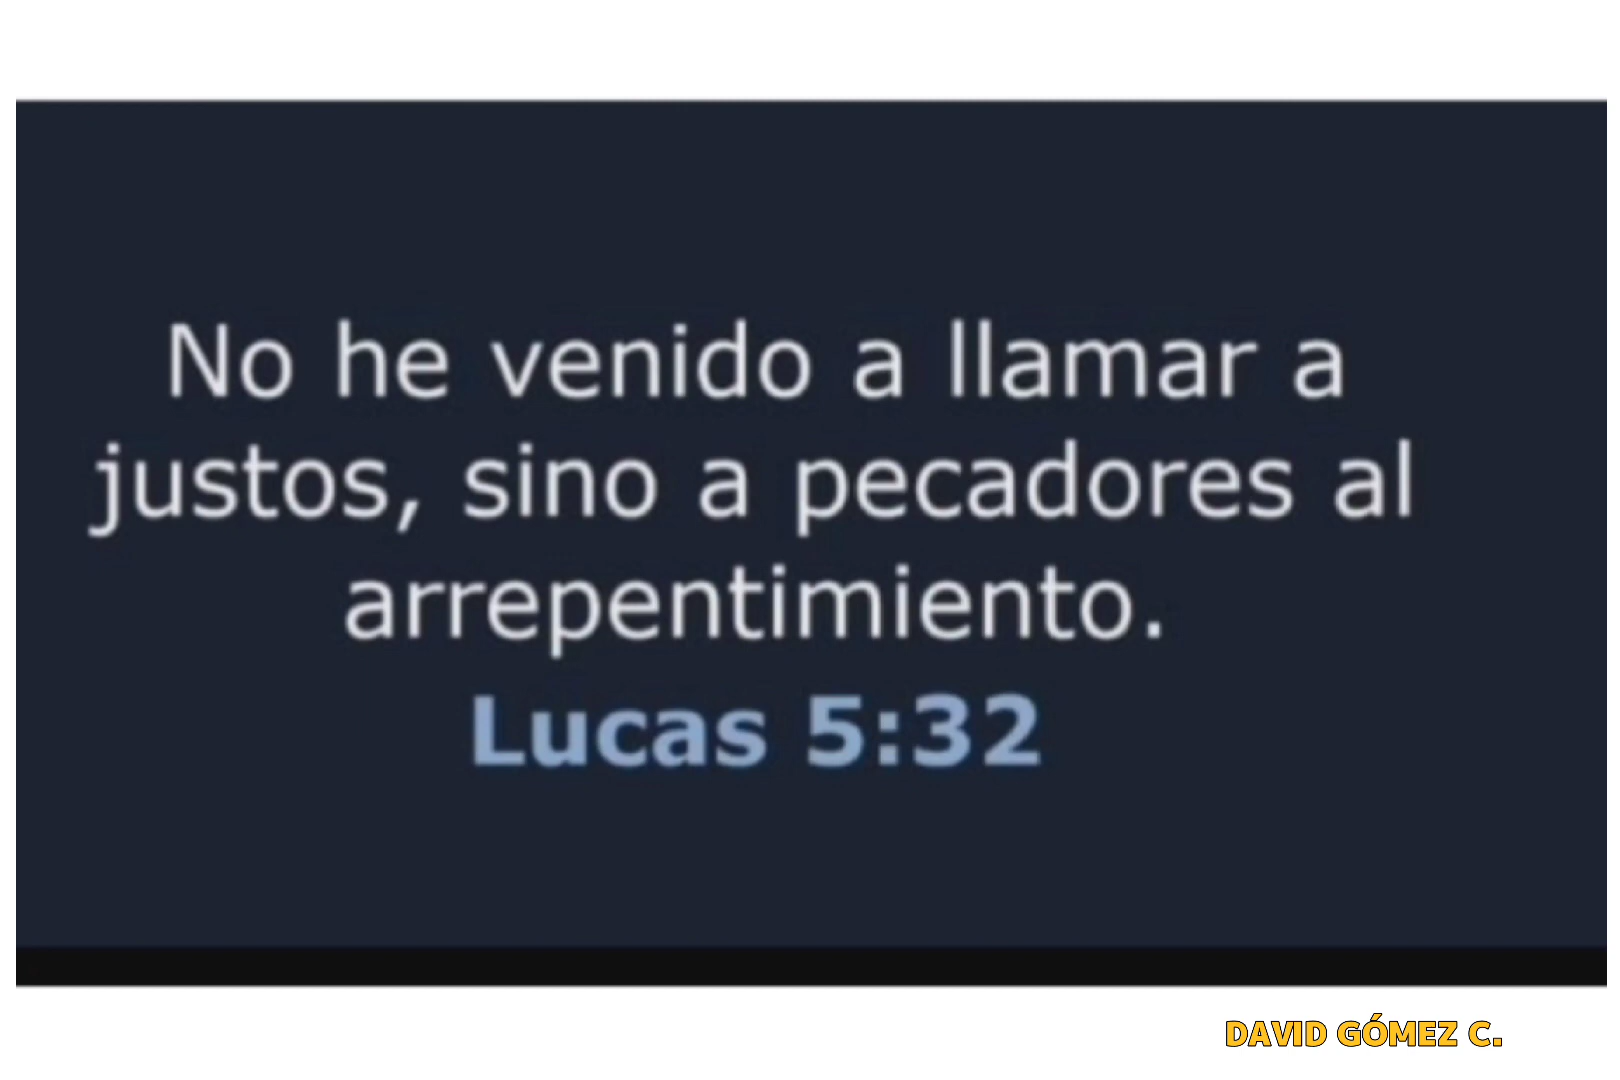 No he venido a llamar a
justos, sino a pecadores al
arrepentimiento.
Lucas 5:32
DAVID GÓMEZ C.